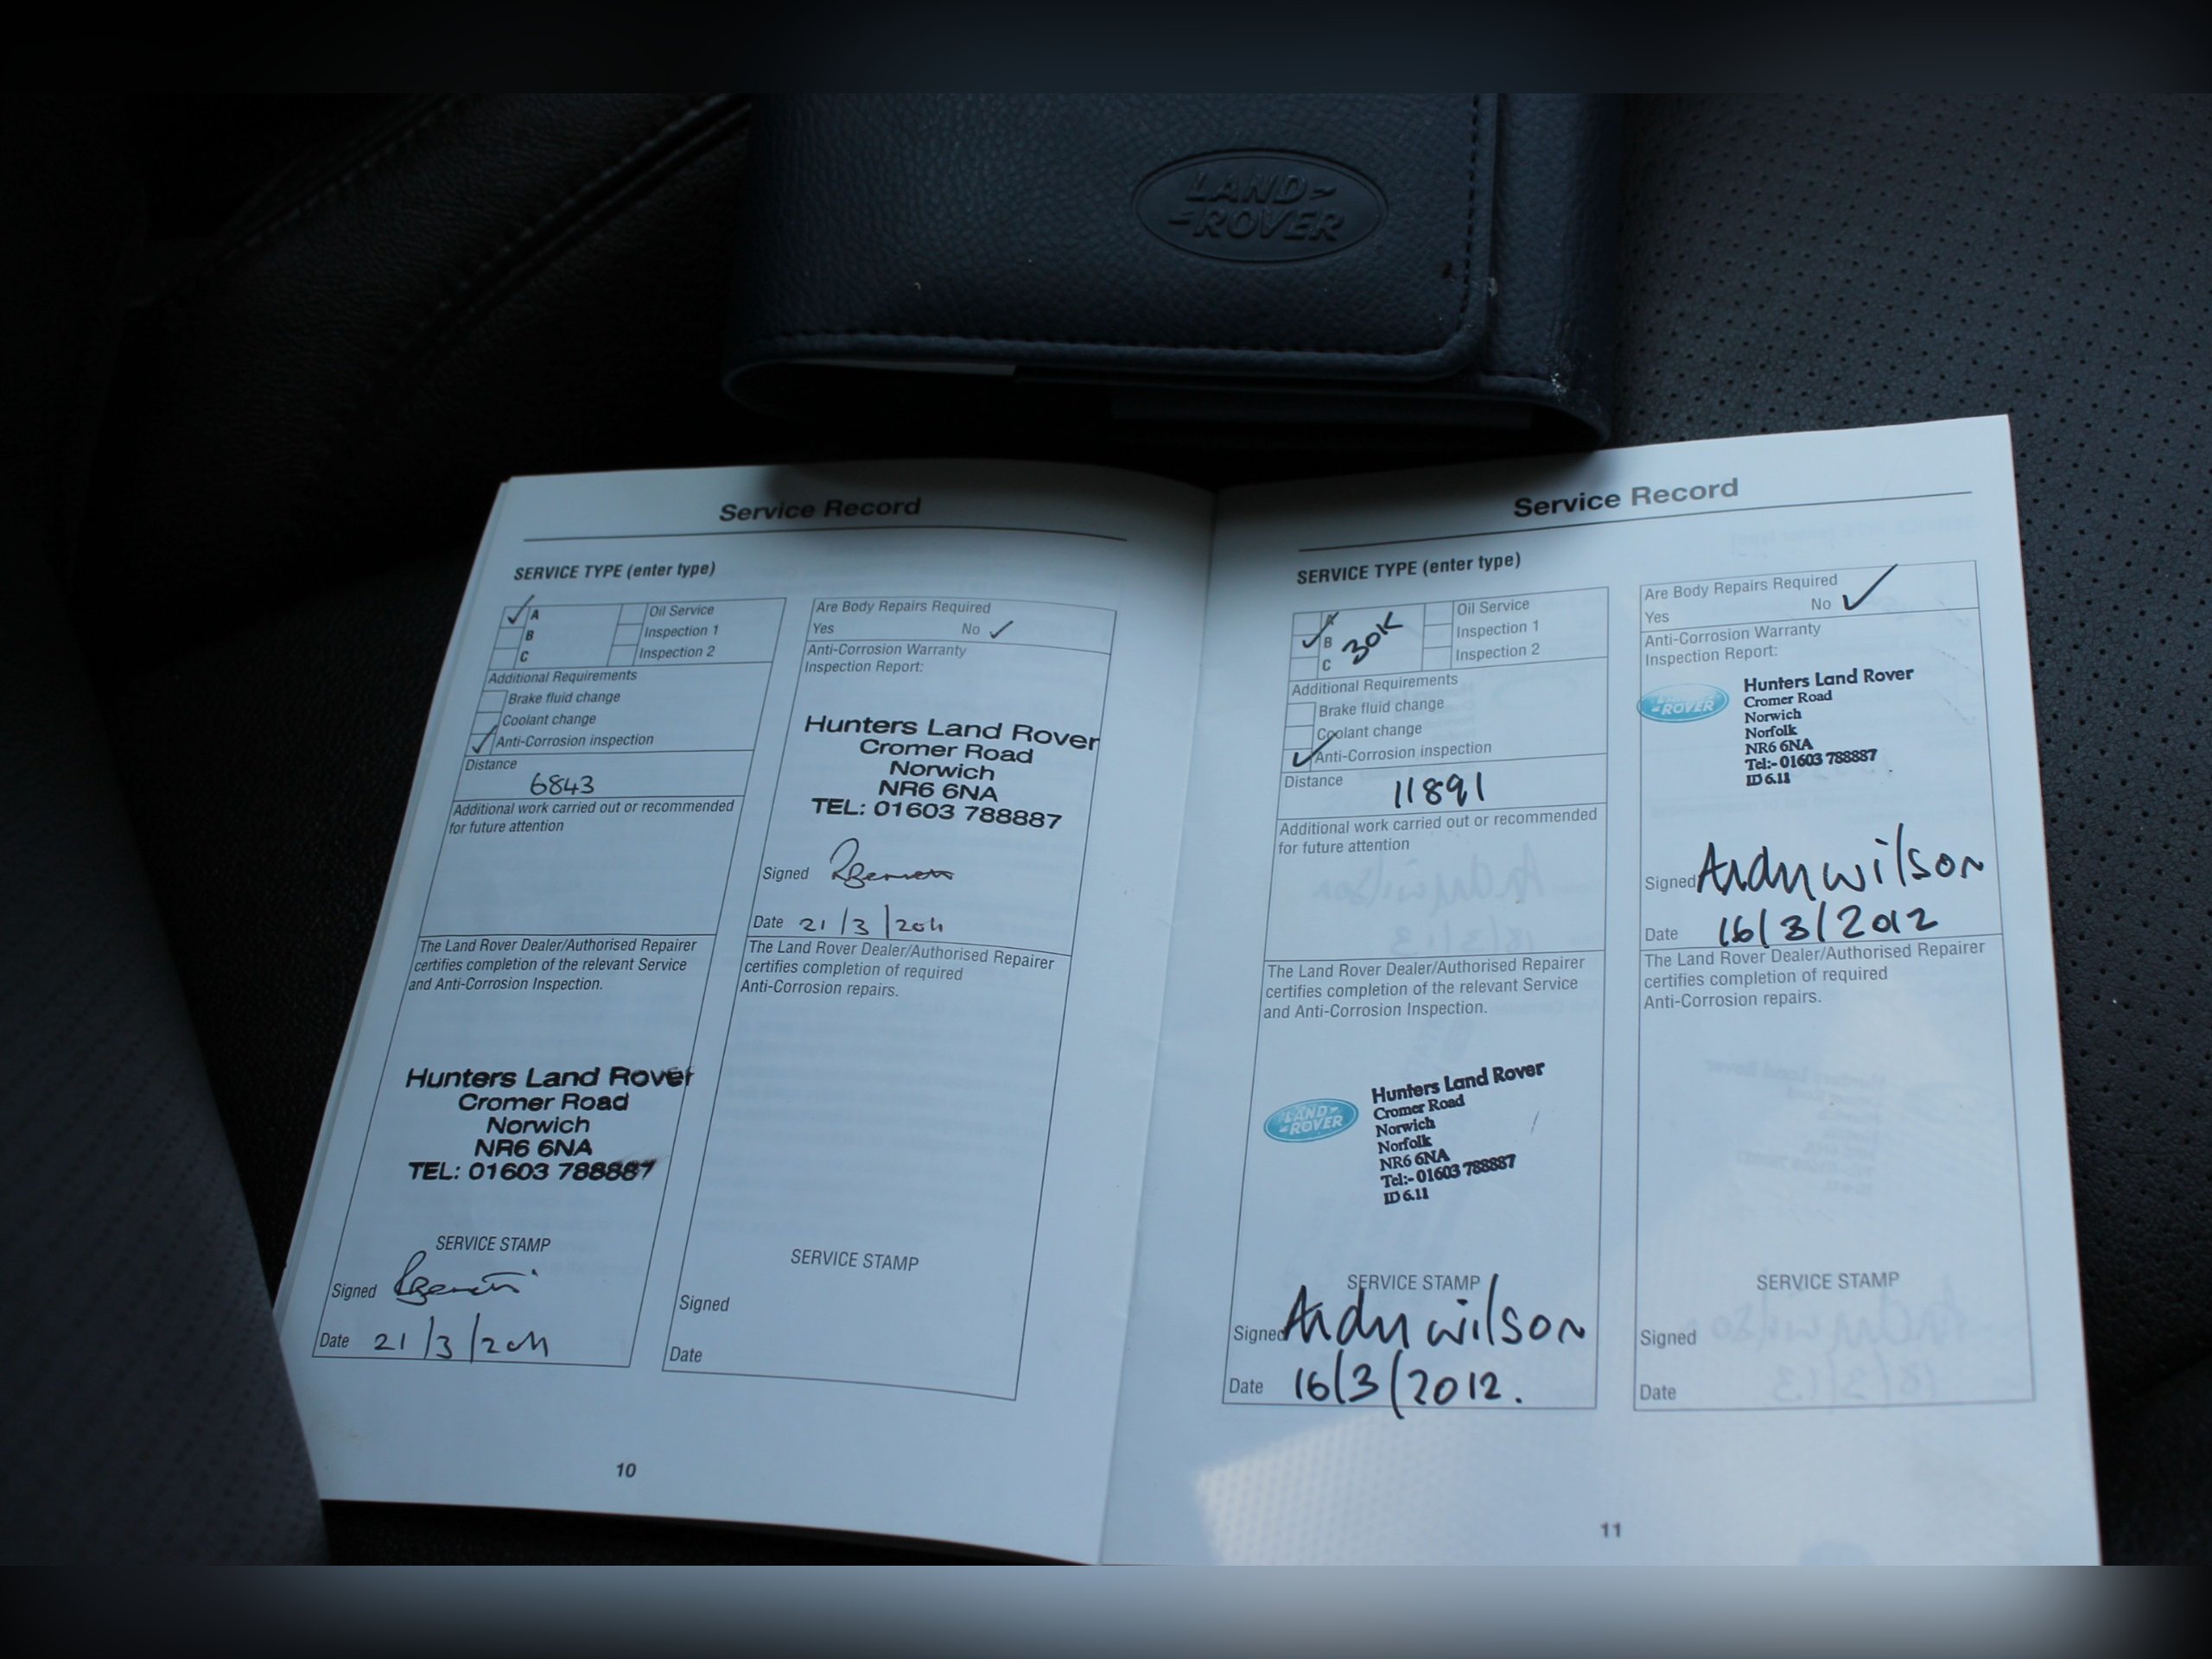 LAND-
-ROVER
Service Record
SERVICE TYPE (enter type)
A
B
C
Oil Service
Inspection 1
Inspection 2
Additional Requirements
Brake fluid change
Coolant change
Anti-Corrosion inspection
Distance
6843
Additional work carried out or recommended
for future attention
The Land Rover Dealer/Authorised Repairer
certifies completion of the relevant Service
and Anti-Corrosion Inspection.
Hunters Land Rover
Cromer Road
Norwich
NR6 6NA
TEL: 01603 788887
SERVICE STAMP
Signed
Date 21/3/2011
Are Body Repairs Required
Yes No
Anti-Corrosion Warranty
Inspection Report:
Hunters Land Rover
Cromer Road
Norwich
NR6 6NA
TEL: 01603 788887
Signed
Date 21/3/2011
The Land Rover Dealer/Authorised Repairer
certifies completion of required
Anti-Corrosion repairs.
SERVICE STAMP
Signed
Date
10
Service Record
SERVICE TYPE (enter type)
A
B
C
30K
Oil Service
Inspection 1
Inspection 2
Additional Requirements
Brake fluid change
Coolant change
Anti-Corrosion inspection
Distance
11891
Additional work carried out or recommended
for future attention
The Land Rover Dealer/Authorised Repairer
certifies completion of the relevant Service
and Anti-Corrosion Inspection.
LAND-
-ROVER
Hunters Land Rover
Cromer Road
Norwich
Norfolk
NR6 6NA
Tel:- 01603 788887
ID 6.11
SERVICE STAMP
Signed Andy Wilson
Date 16/3/2012.
Are Body Repairs Required
Yes No
Anti-Corrosion Warranty
Inspection Report:
LAND-
-ROVER
Hunters Land Rover
Cromer Road
Norwich
Norfolk
NR6 6NA
Tel:- 01603 788887
ID 6.11
Signed Andy Wilson
Date 16/3/2012
The Land Rover Dealer/Authorised Repairer
certifies completion of required
Anti-Corrosion repairs.
SERVICE STAMP
Signed
Date
11